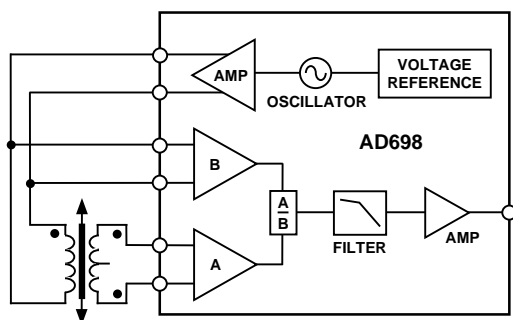 AMP
OSCILLATOR
VOLTAGE
REFERENCE
AD698
B
A
B
A
FILTER
AMP